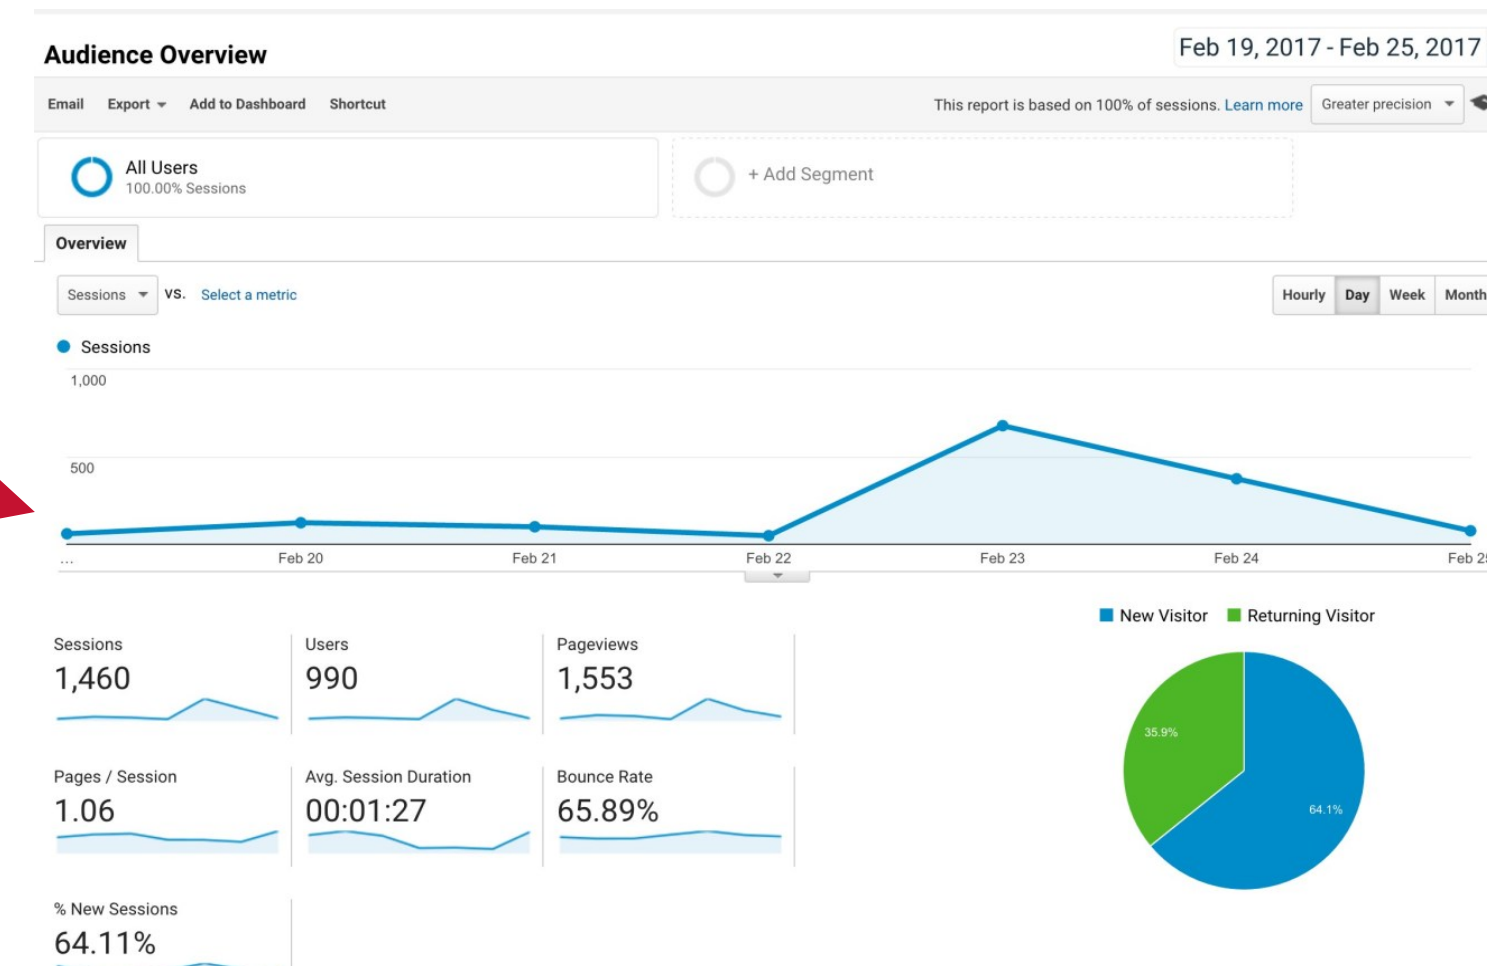 Audience Overview
Feb 19, 2017 - Feb 25, 2017
Email Export Add to Dashboard Shortcut
This report is based on 100% of sessions. Learn more Greater precision
All Users
100.00% Sessions
+ Add Segment
Overview
Sessions VS. Select a metric
Hourly Day Week Month
Sessions
1,000
500
... Feb 20 Feb 21 Feb 22 Feb 23 Feb 24 Feb 25
New Visitor Returning Visitor
Sessions
1,460
Users
990
Pageviews
1,553
35.9%
64.1%
Pages / Session
1.06
Avg. Session Duration
00:01:27
Bounce Rate
65.89%
% New Sessions
64.11%